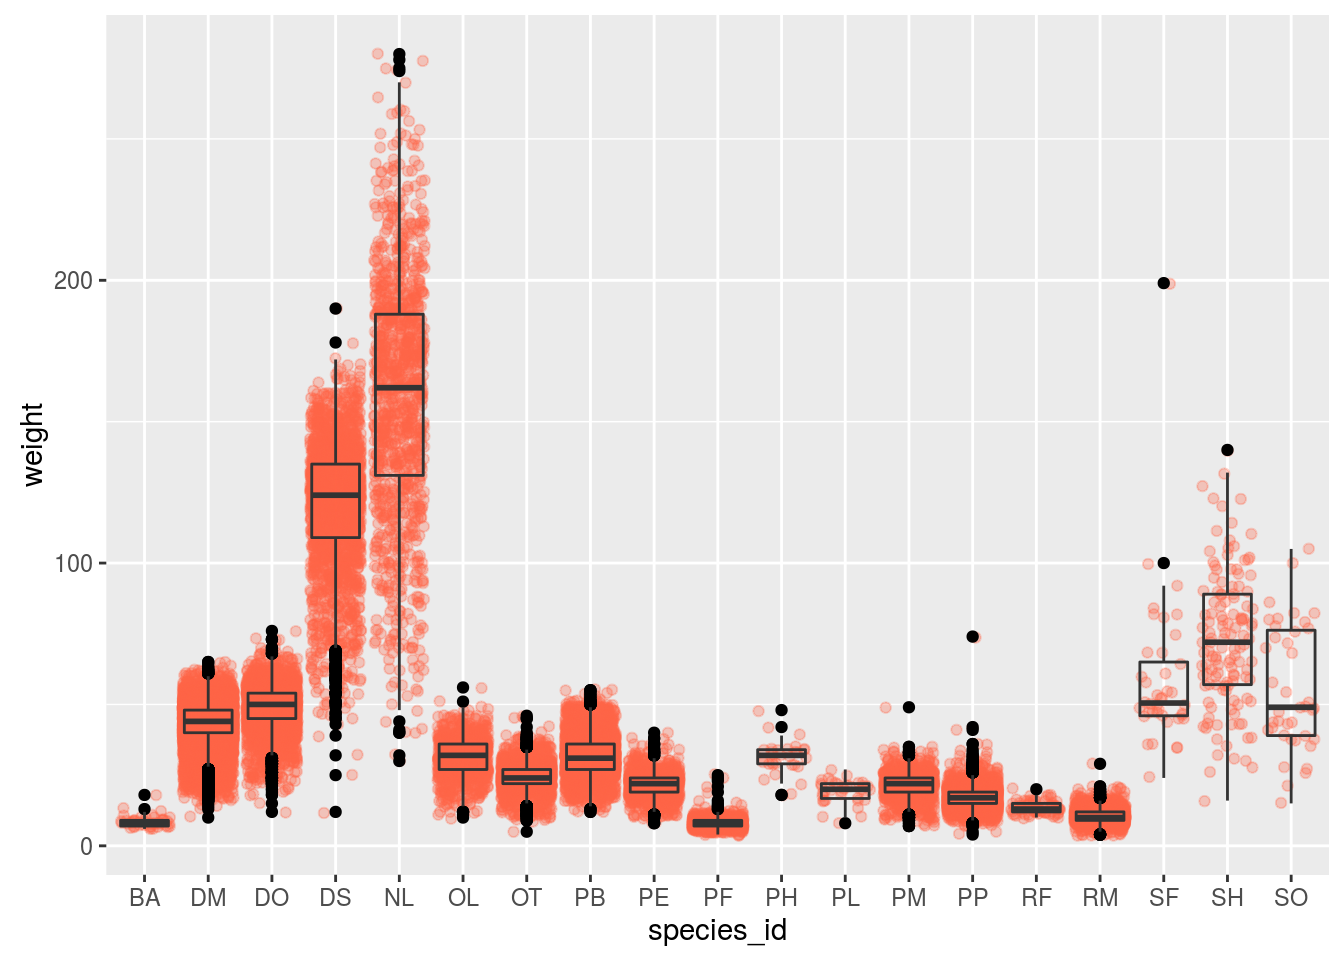 weight
200
100
0
BA DM DO DS NL OL OT PB PE PF PH PL PM PP RF RM SF SH SO
species_id